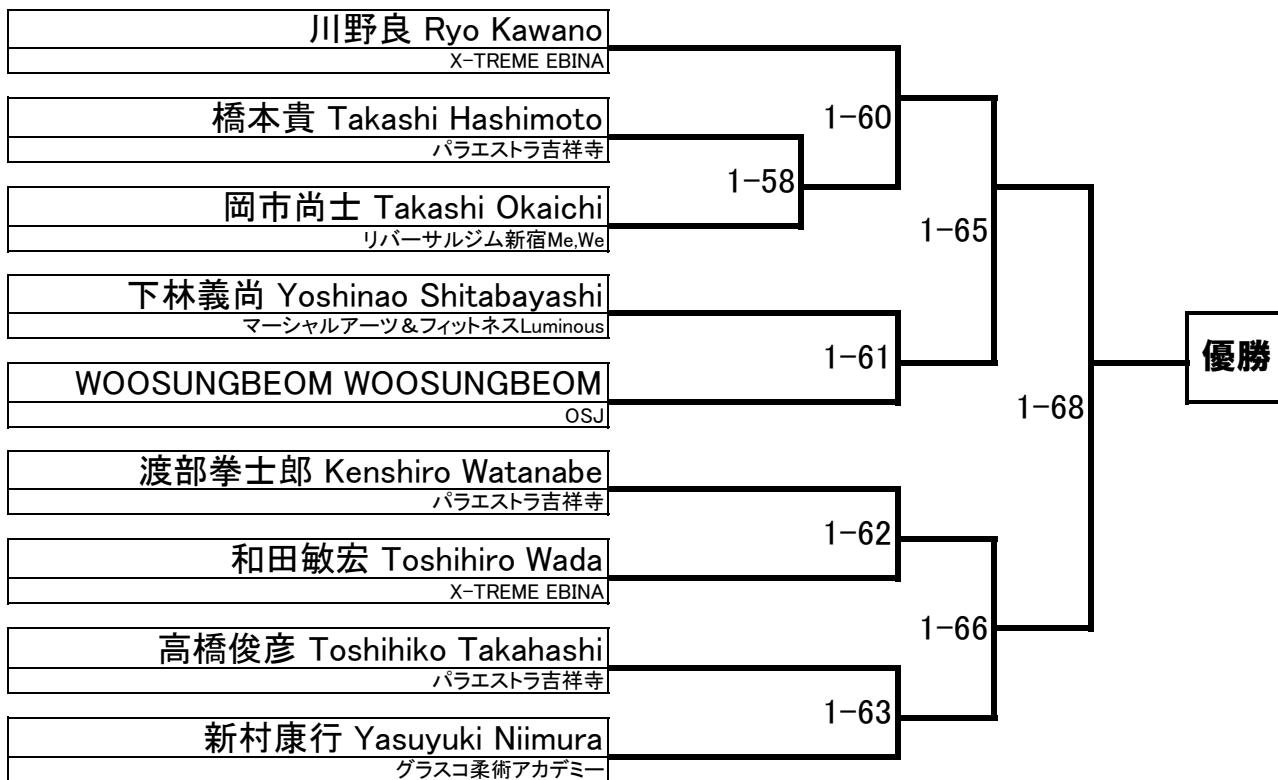 川野良 Ryo Kawano
X-TREME EBINA
1-60
橋本貴 Takashi Hashimoto
パラエストラ吉祥寺
1-58
岡市尚士 Takashi Okaichi
リバーサルジム新宿Me,We
1-65
下林義尚 Yoshinao Shitabayashi
マーシャルアーツ＆フィットネスLuminous
1-61
優勝
WOOSUNGBEOM WOOSUNGBEOM
OSJ
1-68
渡部拳士郎 Kenshiro Watanabe
パラエストラ吉祥寺
1-62
和田敏宏 Toshihiro Wada
X-TREME EBINA
1-66
高橋俊彦 Toshihiko Takahashi
パラエストラ吉祥寺
1-63
新村康行 Yasuyuki Niimura
グラスコ柔術アカデミー